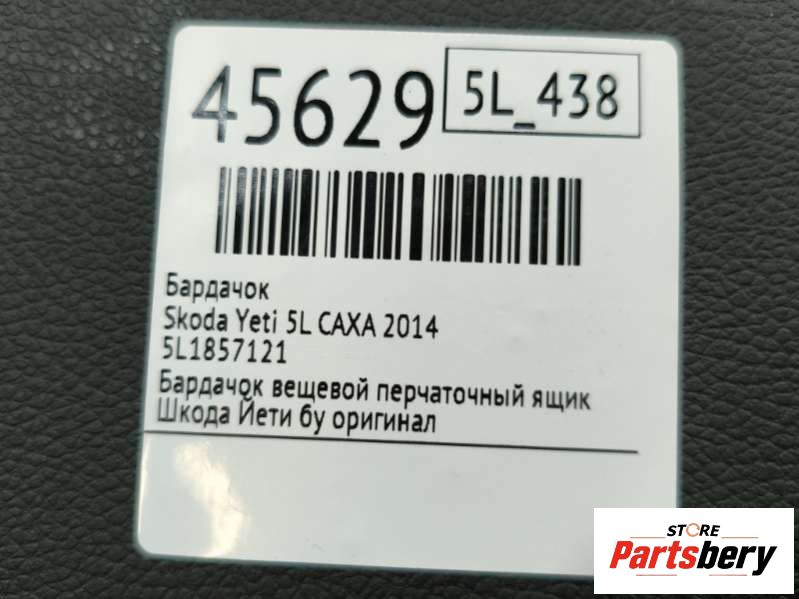 45629
5L_438
Бардачок
Skoda Yeti 5L CAXA 2014
5L1857121
Бардачок вещевой перчаточный ящик
Шкода Йети бу оригинал
STORE
Partsbery